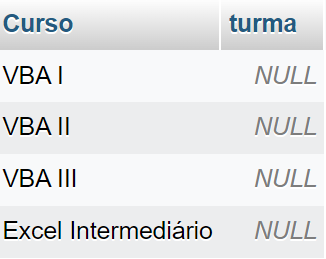 Curso turma
VBA I NULL
VBA II NULL
VBA III NULL
Excel Intermediário NULL